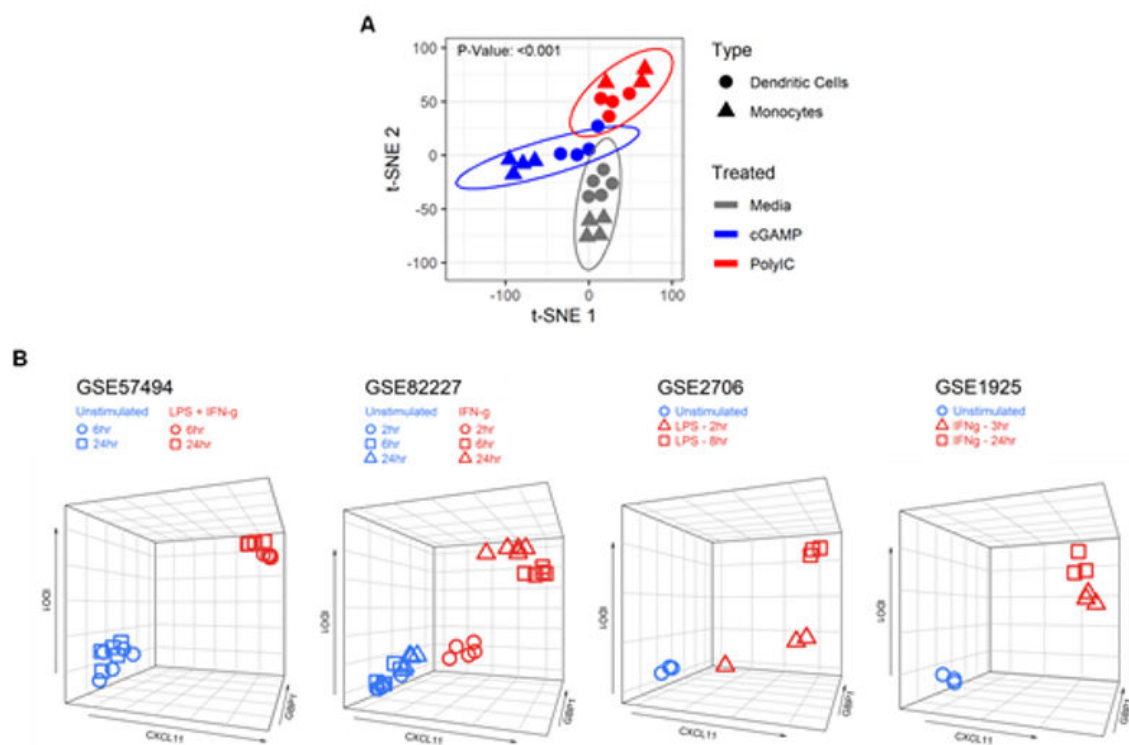 A
P-Value: <0.001
100
50
0
-50
-100
t-SNE 2
-100
0
100
t-SNE 1
Type
Dendritic Cells
Monocytes
Treated
Media
cGAMP
PolyIC
B
GSE57494
Unstimulated LPS + IFN-g
6hr 6hr
24hr 24hr
IDO1
CXCL11
GBP1
GSE82227
Unstimulated IFN-g
2hr 2hr
6hr 6hr
24hr 24hr
IDO1
CXCL11
GBP1
GSE2706
Unstimulated
LPS - 2hr
LPS - 8hr
IDO1
CXCL11
GBP1
GSE1925
Unstimulated
IFNg - 3hr
IFNg - 24hr
IDO1
CXCL11
GBP1